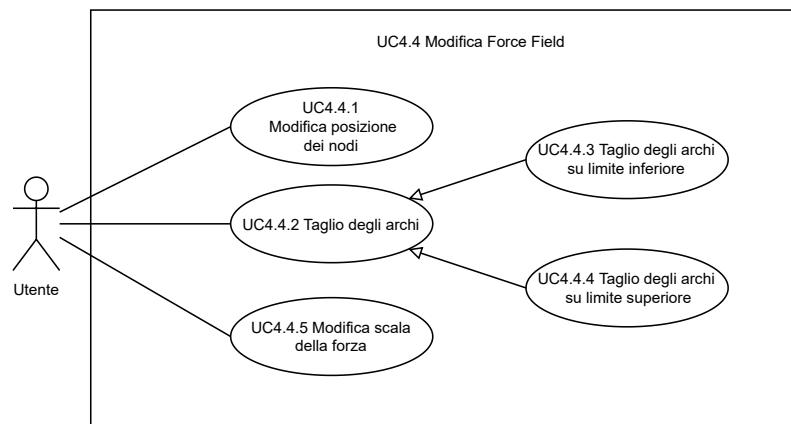 UC4.4 Modifica Force Field
UC4.4.1
Modifica posizione
dei nodi
UC4.4.3 Taglio degli archi
su limite inferiore
UC4.4.2 Taglio degli archi
Utente
UC4.4.4 Taglio degli archi
su limite superiore
UC4.4.5 Modifica scala
della forza